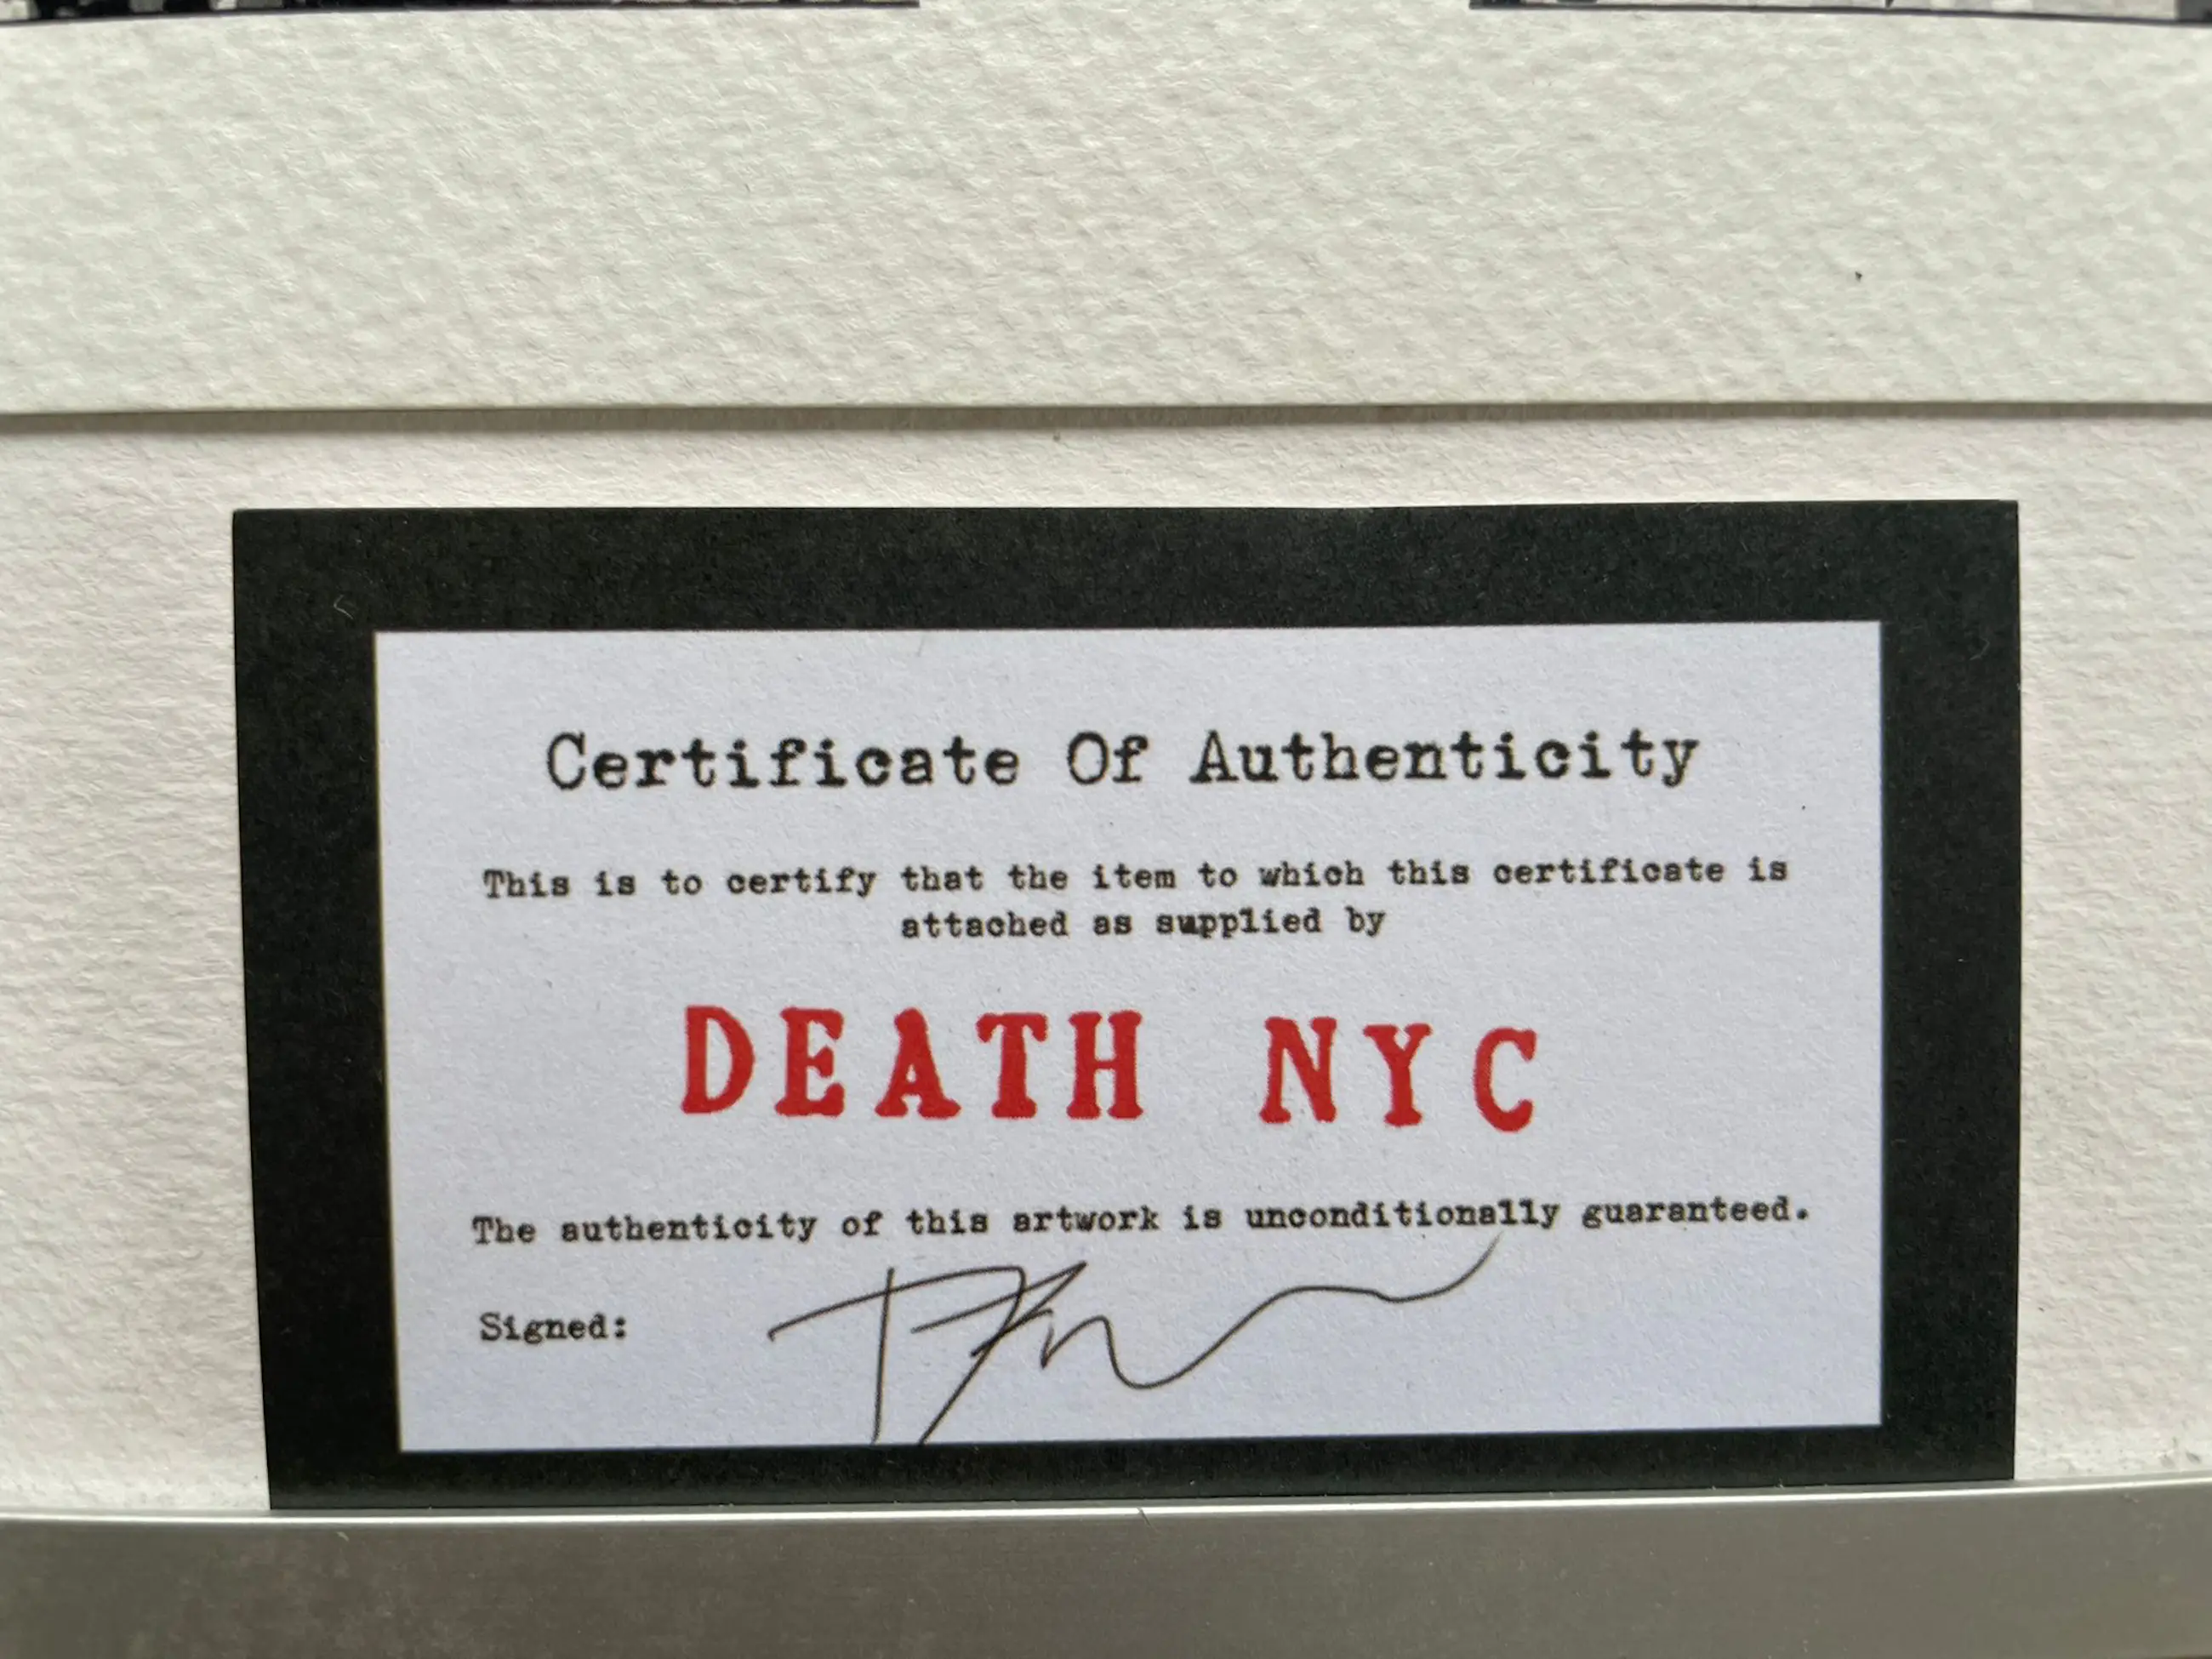 Certificate Of Authenticity
This is to certify that the item to which this certificate is
attached as supplied by
DEATH NYC
The authenticity of this artwork is unconditionally guaranteed.
Signed: